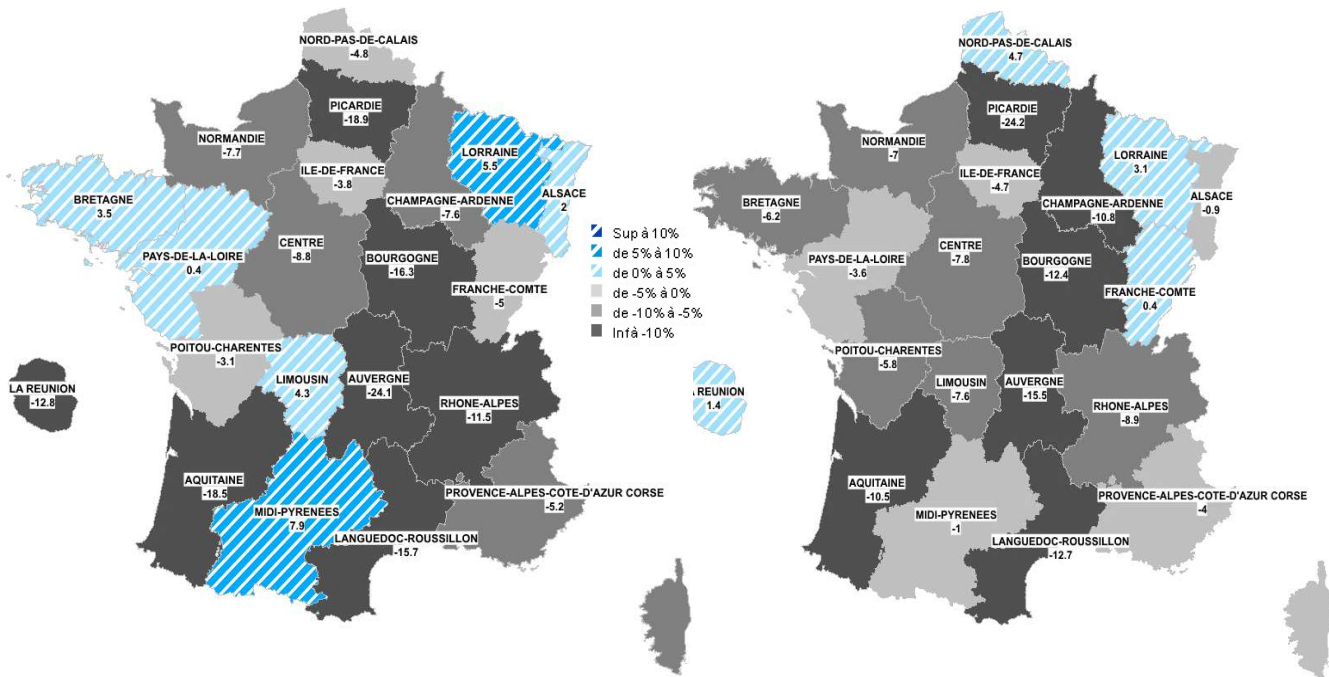 NORD-PAS-DE-CALAIS
-4.8
PICARDIE
-18.9
NORMANDIE
-7.7
LORRAINE
5.5
ILE-DE-FRANCE
-3.8
BRETAGNE
3.5
CHAMPAGNE-ARDENNE
-7.6
ALSACE
2
CENTRE
-8.8
PAYS-DE-LA-LOIRE
0.4
BOURGOGNE
-16.3
FRANCHE-COMTE
-5
POITOU-CHARENTES
-3.1
LIMOUSIN
4.3
AUVERGNE
-24.1
LA REUNION
-12.8
RHONE-ALPES
-11.5
AQUITAINE
-18.5
PROVENCE-ALPES-COTE-D'AZUR CORSE
-5.2
MIDI-PYRENEES
7.9
LANGUEDOC-ROUSSILLON
-15.7
Sup à 10%
de 5% à 10%
de 0% à 5%
de -5% à 0%
de -10% à -5%
Inf à -10%
NORD-PAS-DE-CALAIS
4.7
PICARDIE
-24.2
NORMANDIE
-7
LORRAINE
3.1
ILE-DE-FRANCE
-4.7
ALSACE
-0.9
BRETAGNE
-6.2
CHAMPAGNE-ARDENNE
-10.8
CENTRE
-7.8
PAYS-DE-LA-LOIRE
-3.6
BOURGOGNE
-12.4
FRANCHE-COMTE
0.4
POITOU-CHARENTES
-5.8
LIMOUSIN
-7.6
AUVERGNE
-15.5
A REUNION
1.4
RHONE-ALPES
-8.9
AQUITAINE
-10.5
PROVENCE-ALPES-COTE-D'AZUR CORSE
-4
MIDI-PYRENEES
-1
LANGUEDOC-ROUSSILLON
-12.7